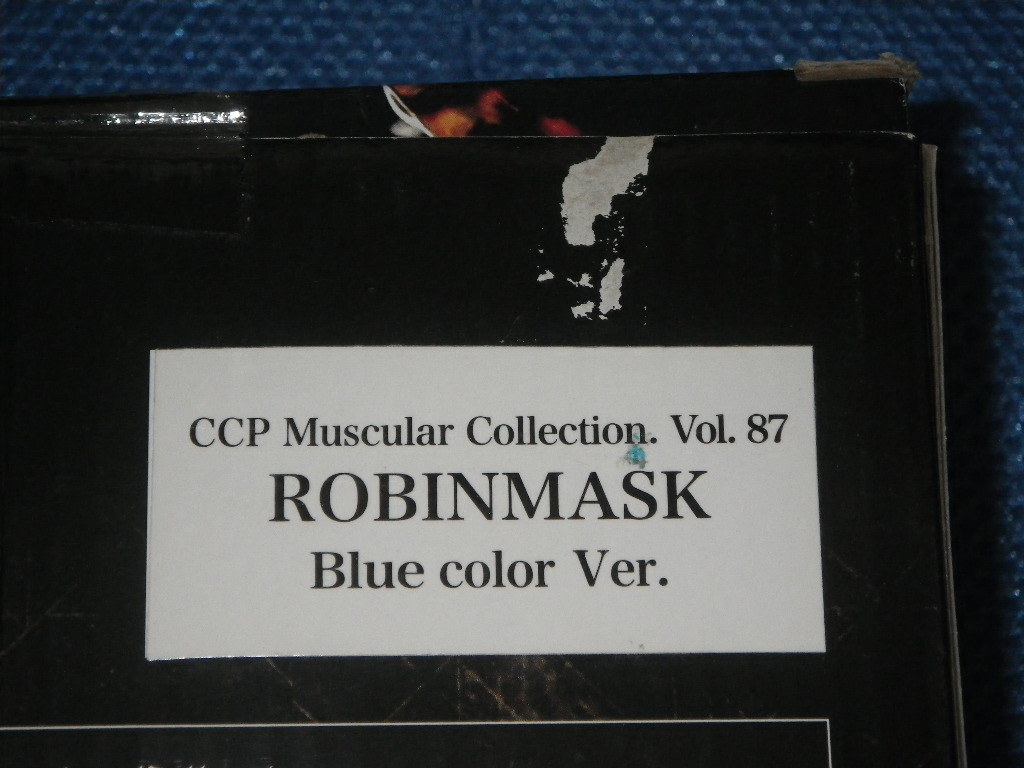 CCP Muscular Collection. Vol. 87
ROBINMASK
Blue color Ver.